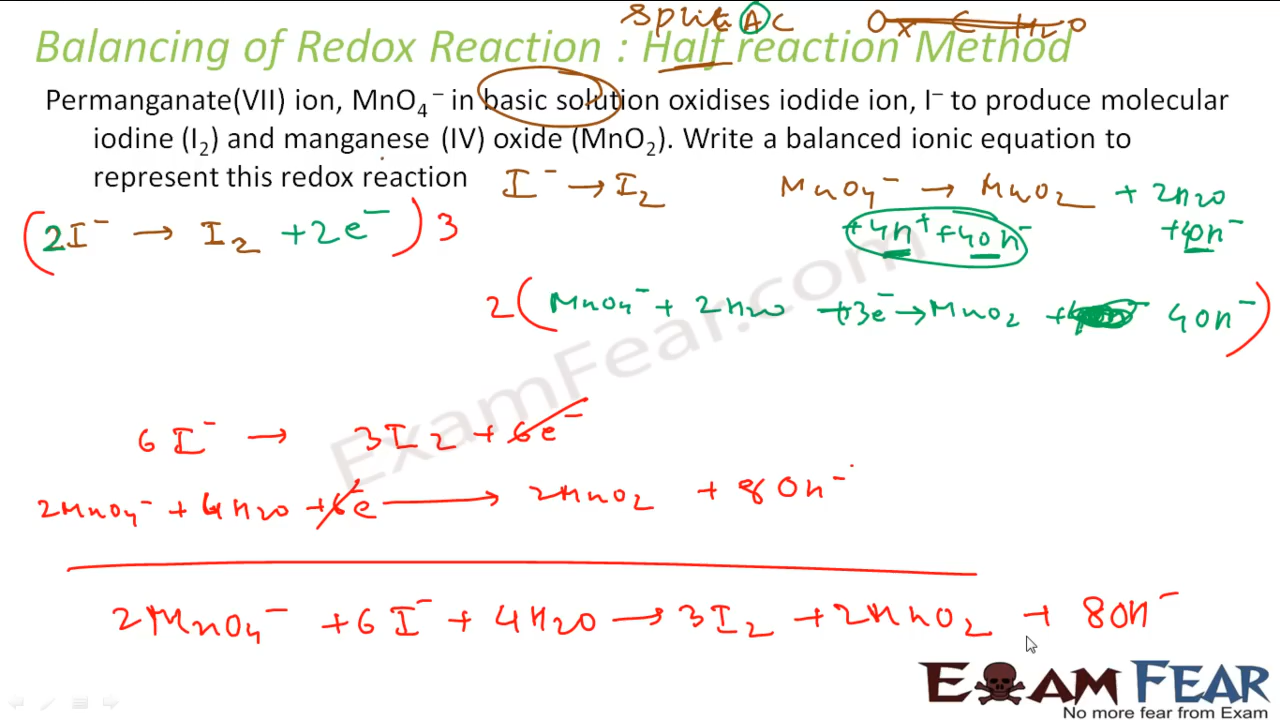 split A C Ox C H2O
Balancing of Redox Reaction : Half reaction Method
Permanganate(VII) ion, MnO₄⁻ in basic solution oxidises iodide ion, I⁻ to produce molecular
iodine (I₂) and manganese (IV) oxide (MnO₂). Write a balanced ionic equation to
represent this redox reaction
I⁻ → I₂ MnO₄⁻ → MnO₂ + 2H₂O
+4H⁺ + 4OH⁻ +4OH⁻
(2I⁻ → I₂ + 2e⁻) 3
2 (MnO₄⁻ + 2H₂O + 3e⁻ → MnO₂ + 4OH⁻)
ExamFear.com
6I⁻ → 3I₂ + 6e⁻
2MnO₄⁻ + 4H₂O + 6e → 2MnO₂ + 8OH⁻
2MnO₄⁻ + 6I⁻ + 4H₂O → 3I₂ + 2MnO₂ + 8OH⁻
EXAM FEAR
No more fear from Exam